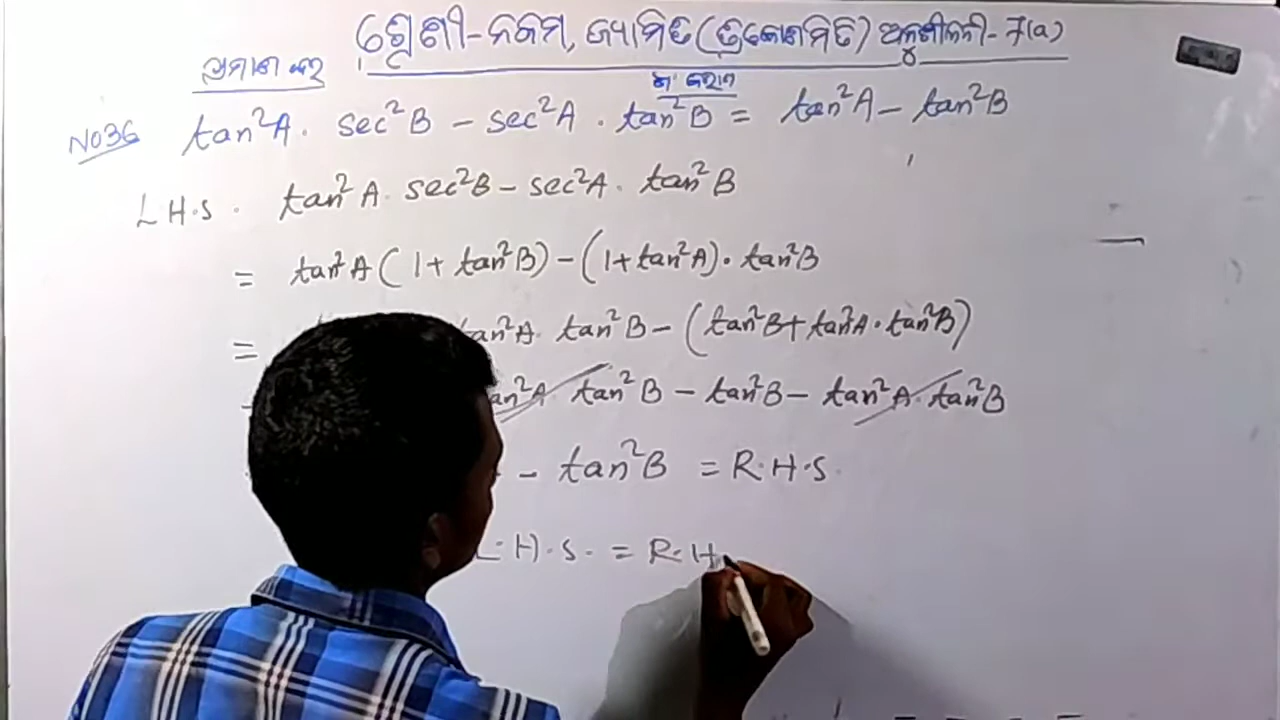 ଶ୍ରେଣୀ-ନବମ, ଜ୍ୟାମିତି (ତ୍ରିକୋଣମିତି) ଅନୁଶୀଳନୀ-7(a)
ପ୍ରମାଣ କର
NO36 tan²A · sec²B - sec²A · tan²B = tan²A - tan²B
L·H·S · tan²A · sec²B - sec²A · tan²B
= tan²A (1 + tan²B) - (1 + tan²A) · tan²B
= tan²A · tan²B - (tan²B + tan²A · tan²B)
tan²A tan²B - tan²B - tan²A · tan²B
- tan²B = R·H·S·
L·H·S· = R·H